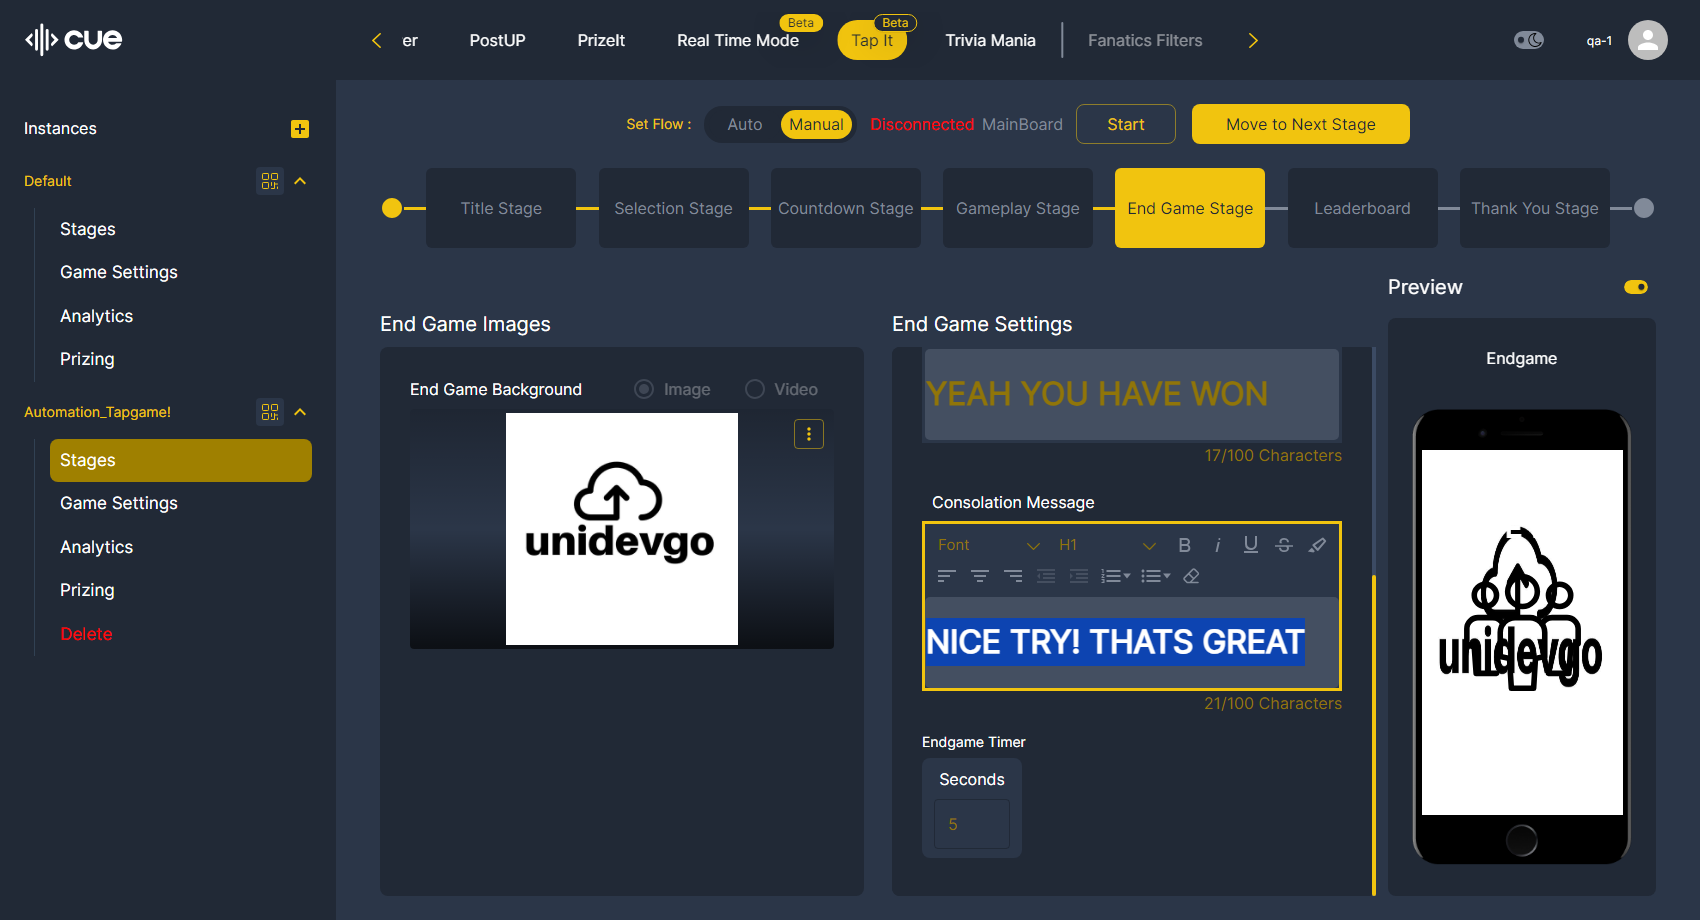 cue
er
PostUP
PrizeIt
Real Time Mode
Beta
Tap It
Beta
Trivia Mania
Fanatics Filters
qa-1
Instances
Default
Stages
Game Settings
Analytics
Prizing
Automation_Tapgame!
Stages
Game Settings
Analytics
Prizing
Delete
Set Flow :
Auto
Manual
Disconnected
MainBoard
Start
Move to Next Stage
Title Stage
Selection Stage
Countdown Stage
Gameplay Stage
End Game Stage
Leaderboard
Thank You Stage
End Game Images
End Game Background
Image
Video
unidevgo
End Game Settings
YEAH YOU HAVE WON
17/100 Characters
Consolation Message
Font
H1
B i U S
NICE TRY! THATS GREAT
21/100 Characters
Endgame Timer
Seconds
5
Preview
Endgame
unidevgo